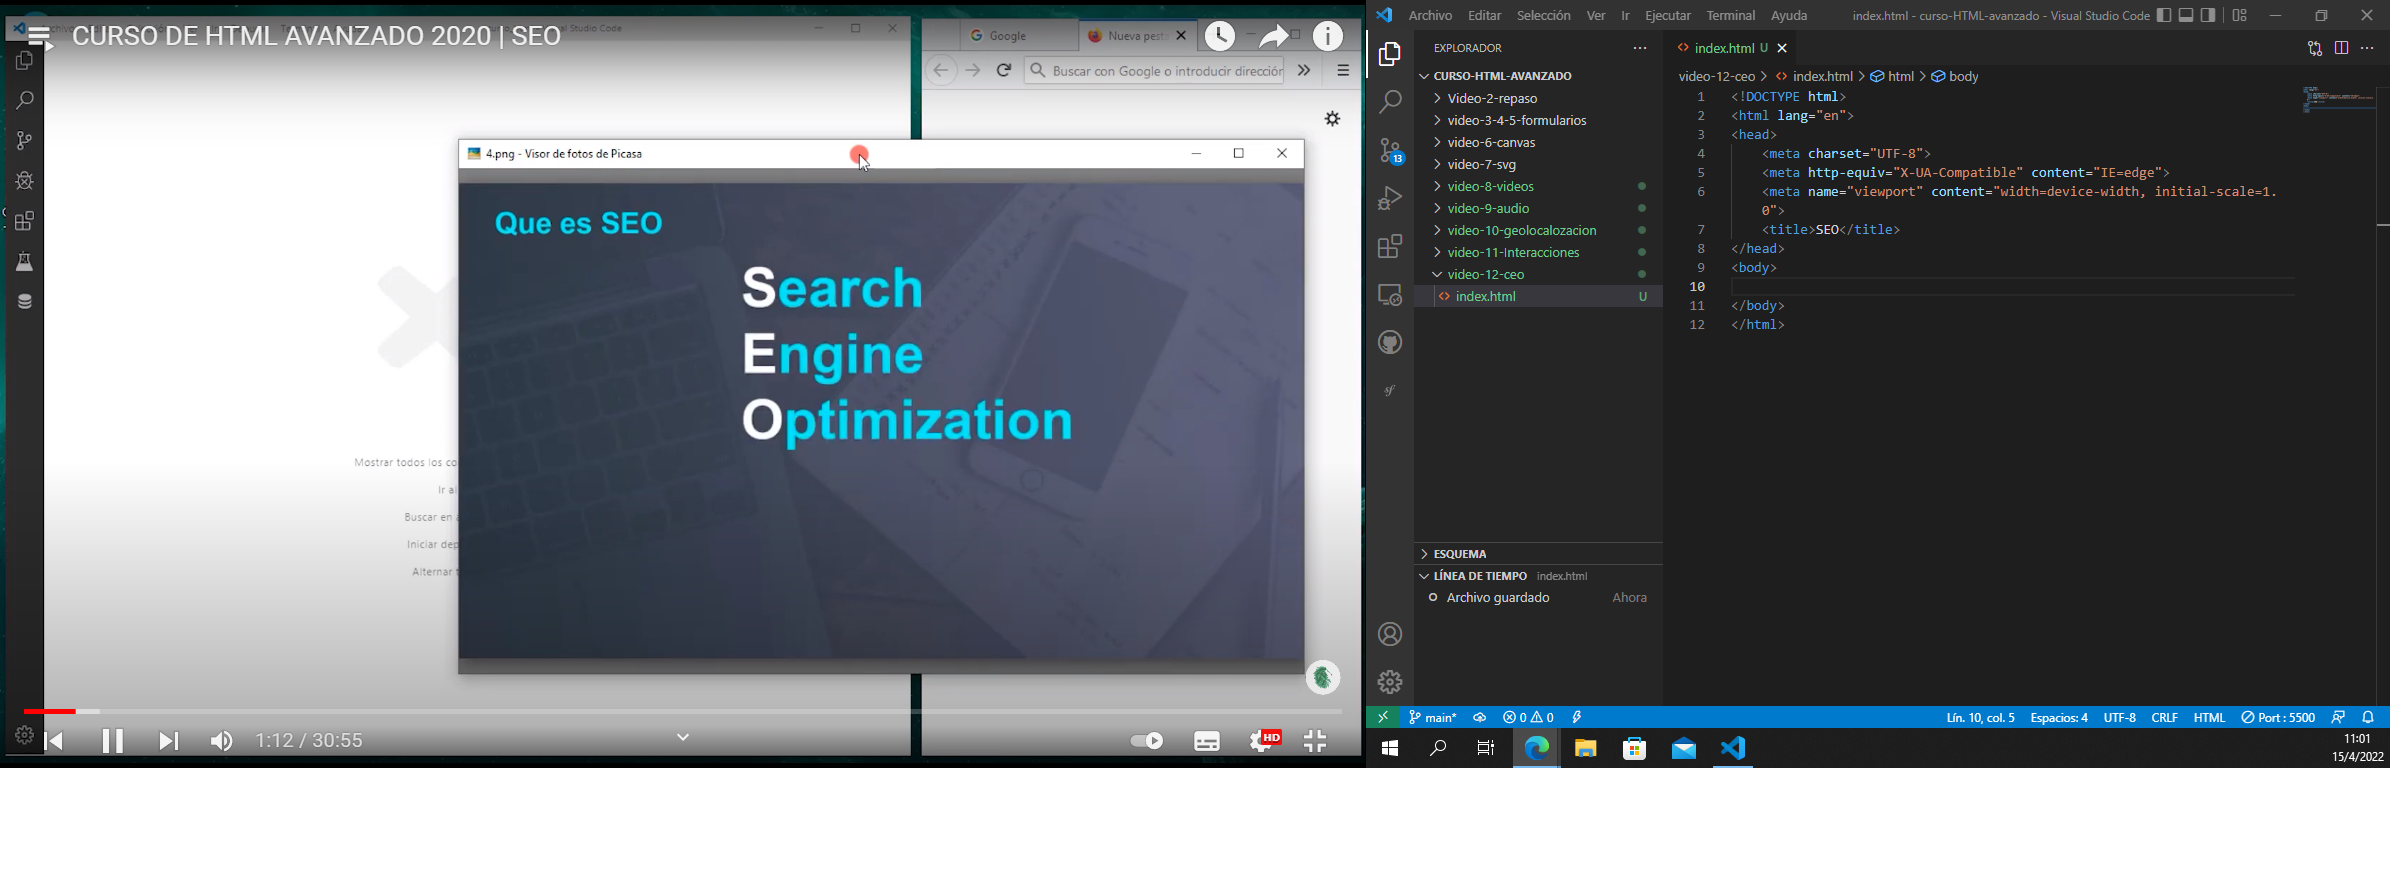 CURSO DE HTML AVANZADO 2020 | SEO
Studio Code
Google
Nueva pest
Buscar con Google o introducir dirección
4.png - Visor de fotos de Picasa
Que es SEO
Search
Engine
Optimization
Mostrar todos los co
Ir al
Buscar en a
Iniciar dep
Alternar t
1:12 / 30:55
HD
Archivo Editar Selección Ver Ir Ejecutar Terminal Ayuda
index.html - curso-HTML-avanzado - Visual Studio Code
EXPLORADOR
CURSO-HTML-AVANZADO
Video-2-repaso
video-3-4-5-formularios
video-6-canvas
video-7-svg
video-8-videos
video-9-audio
video-10-geolocalozacion
video-11-Interacciones
video-12-ceo
index.html U
13
ESQUEMA
LÍNEA DE TIEMPO index.html
Archivo guardado Ahora
index.html U
video-12-ceo > index.html > html > body
1 <!DOCTYPE html>
2 <html lang="en">
3 <head>
4 <meta charset="UTF-8">
5 <meta http-equiv="X-UA-Compatible" content="IE=edge">
6 <meta name="viewport" content="width=device-width, initial-scale=1.
0">
7 <title>SEO</title>
8 </head>
9 <body>
10
11 </body>
12 </html>
main* 0 0 Lín. 10, col. 5 Espacios: 4 UTF-8 CRLF HTML Port : 5500
11:01
15/4/2022